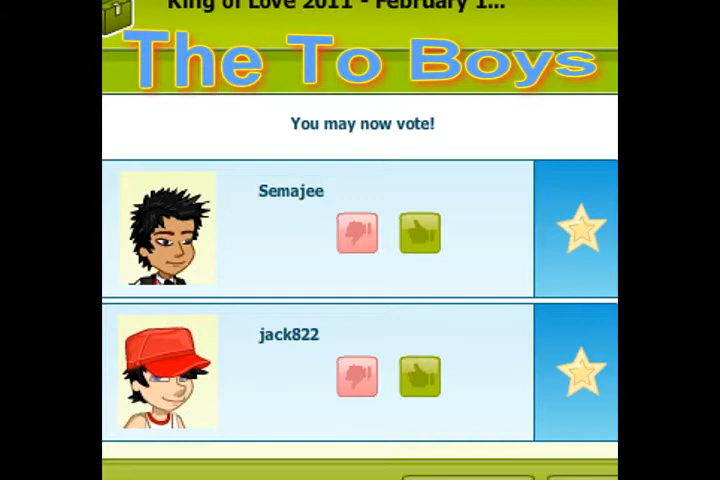 King of Love 2011 - February 1...
The To Boys
You may now vote!
Semajee
jack822